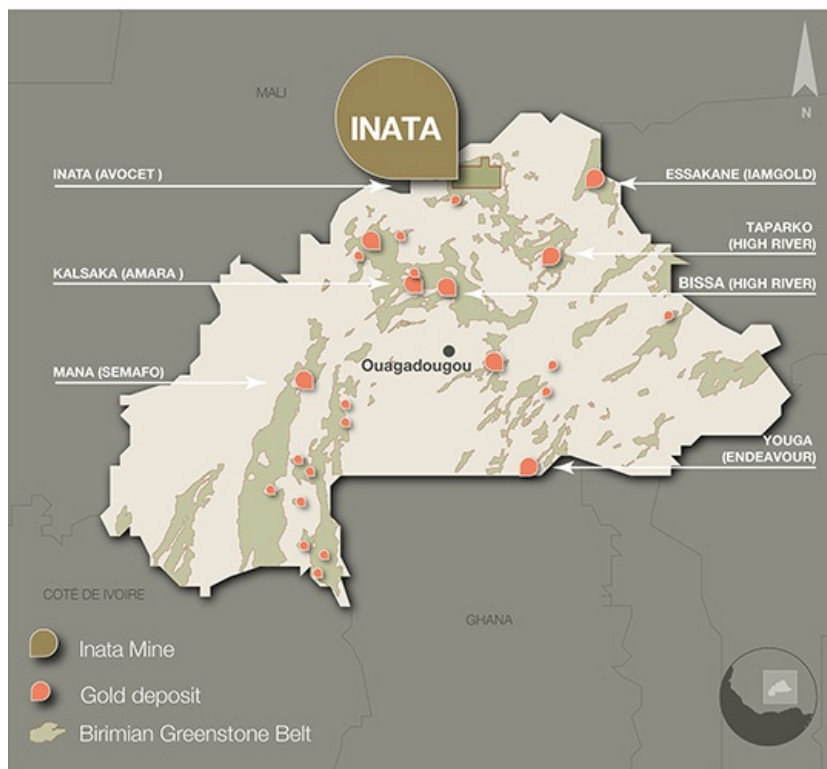 MALI
INATA
N
INATA (AVOCET )
ESSAKANE (IAMGOLD)
TAPARKO
(HIGH RIVER)
KALSAKA (AMARA )
BISSA (HIGH RIVER)
Ouagadougou
MANA (SEMAFO)
YOUGA
(ENDEAVOUR)
COTÉ DE IVOIRE
GHANA
Inata Mine
Gold deposit
Birimian Greenstone Belt